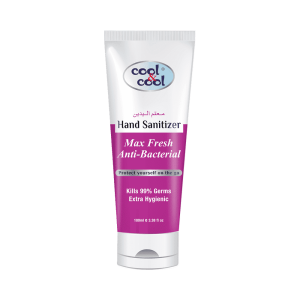 cool
&
cool
معقم اليدين
Hand Sanitizer
Max Fresh
Anti-Bacterial
Protect yourself on the go
Kills 99% Germs
Extra Hygienic